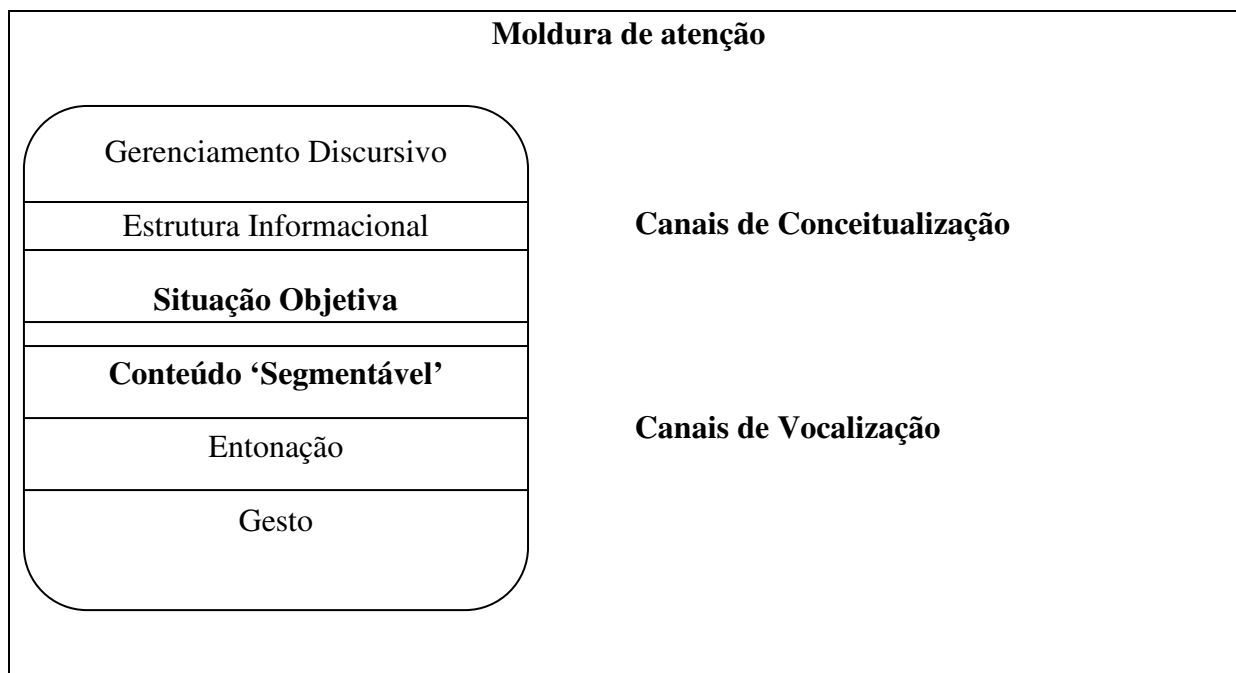 Moldura de atenção
Gerenciamento Discursivo
Estrutura Informacional
Canais de Conceitualização
Situação Objetiva
Conteúdo ‘Segmentável’
Canais de Vocalização
Entonação
Gesto